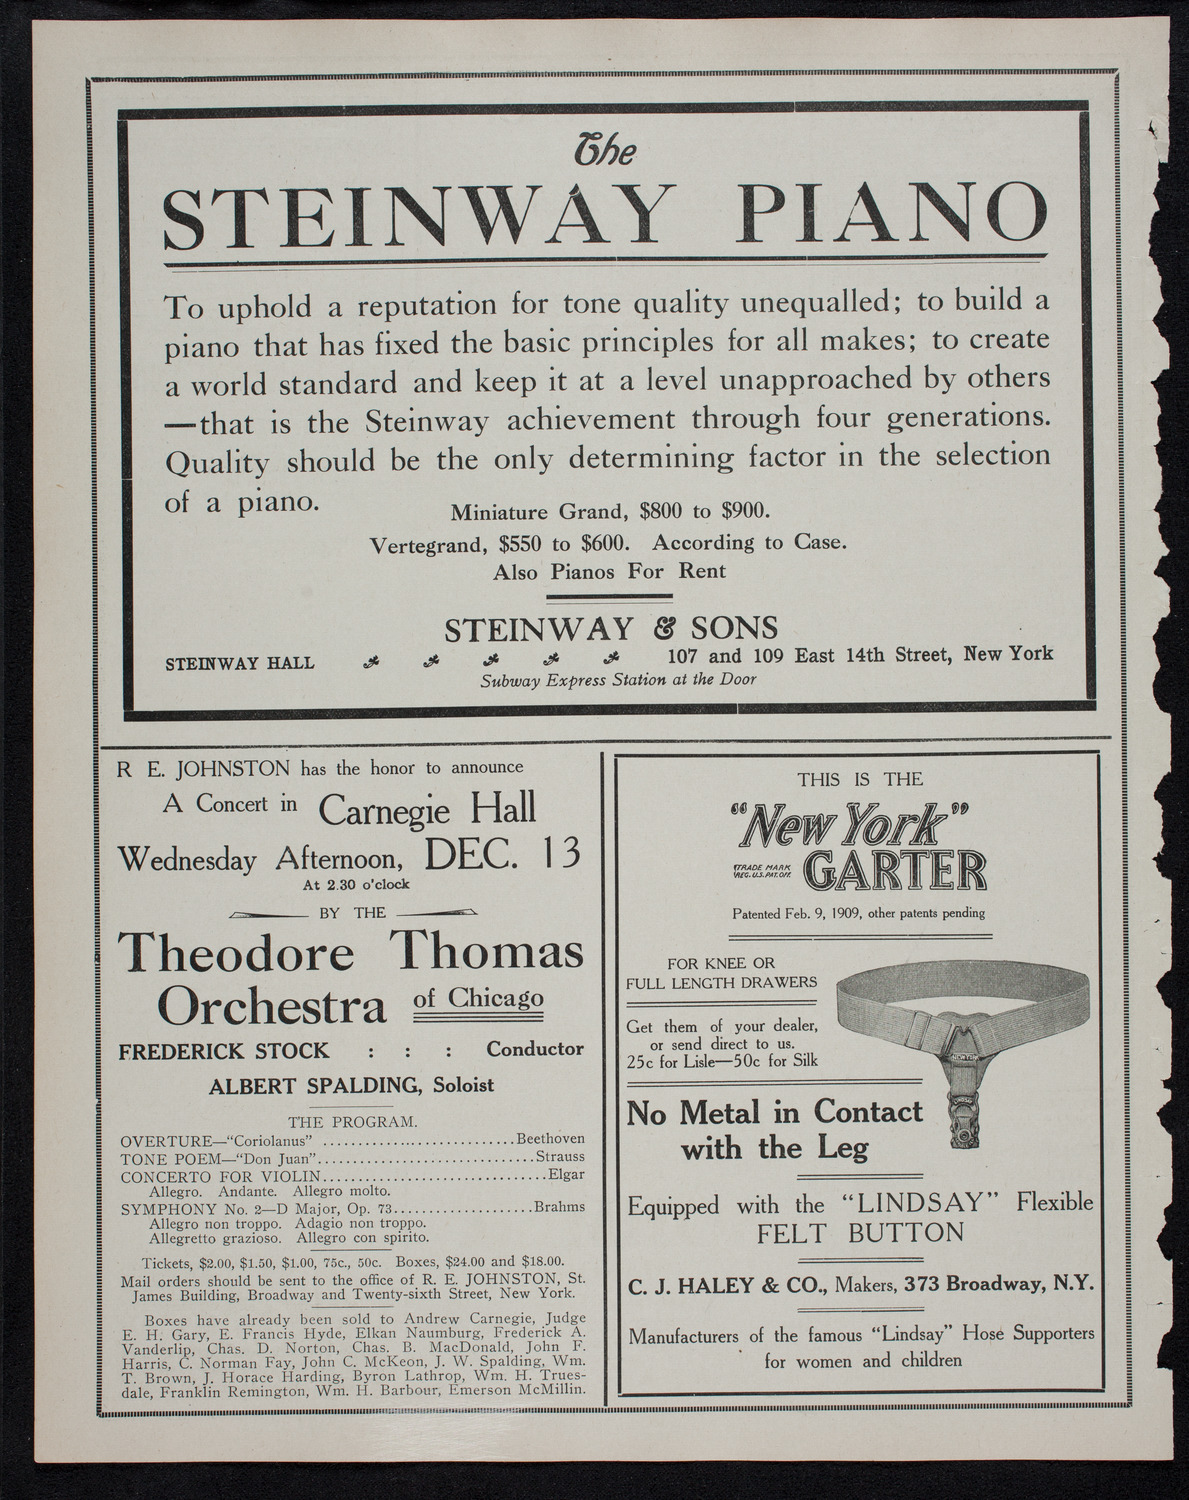 The
STEINWAY PIANO
To uphold a reputation for tone quality unequalled; to build a
piano that has fixed the basic principles for all makes; to create
a world standard and keep it at a level unapproached by others
—that is the Steinway achievement through four generations.
Quality should be the only determining factor in the selection
of a piano.
Miniature Grand, $800 to $900.
Vertegrand, $550 to $600. According to Case.
Also Pianos For Rent
STEINWAY & SONS
STEINWAY HALL 107 and 109 East 14th Street, New York
Subway Express Station at the Door
R E. JOHNSTON has the honor to announce
A Concert in Carnegie Hall
Wednesday Afternoon, DEC. 13
At 2.30 o'clock
BY THE
Theodore Thomas
Orchestra of Chicago
FREDERICK STOCK : : : Conductor
ALBERT SPALDING, Soloist
THE PROGRAM.
OVERTURE—"Coriolanus" ........................................Beethoven
TONE POEM—"Don Juan"........................................Strauss
CONCERTO FOR VIOLIN........................................Elgar
Allegro. Andante. Allegro molto.
SYMPHONY No. 2—D Major, Op. 73....................Brahms
Allegro non troppo. Adagio non troppo.
Allegretto grazioso. Allegro con spirito.
Tickets, $2.00, $1.50, $1.00, 75c., 50c. Boxes, $24.00 and $18.00.
Mail orders should be sent to the office of R. E. JOHNSTON, St.
James Building, Broadway and Twenty-sixth Street, New York.
Boxes have already been sold to Andrew Carnegie, Judge
E. H. Gary, E. Francis Hyde, Elkan Naumburg, Frederick A.
Vanderlip, Chas. D. Norton, Chas. B. MacDonald, John F.
Harris, C. Norman Fay, John C. McKeon, J. W. Spalding, Wm.
T. Brown, J. Horace Harding, Byron Lathrop, Wm. H. Trues-
dale, Franklin Remington, Wm. H. Barbour, Emerson McMillin.
THIS IS THE
"New York"
TRADE MARK
REG. U.S. PAT. OFF.
GARTER
Patented Feb. 9, 1909, other patents pending
FOR KNEE OR
FULL LENGTH DRAWERS
Get them of your dealer,
or send direct to us.
25c for Lisle—50c for Silk
No Metal in Contact
with the Leg
Equipped with the "LINDSAY" Flexible
FELT BUTTON
C. J. HALEY & CO., Makers, 373 Broadway, N.Y.
Manufacturers of the famous "Lindsay" Hose Supporters
for women and children